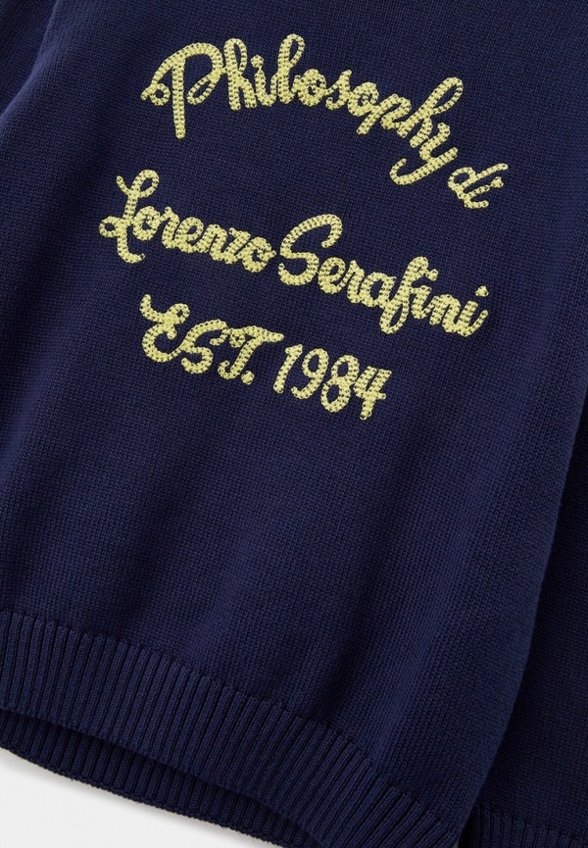 Philosophy di
Lorenzo Serafini
EST. 1984